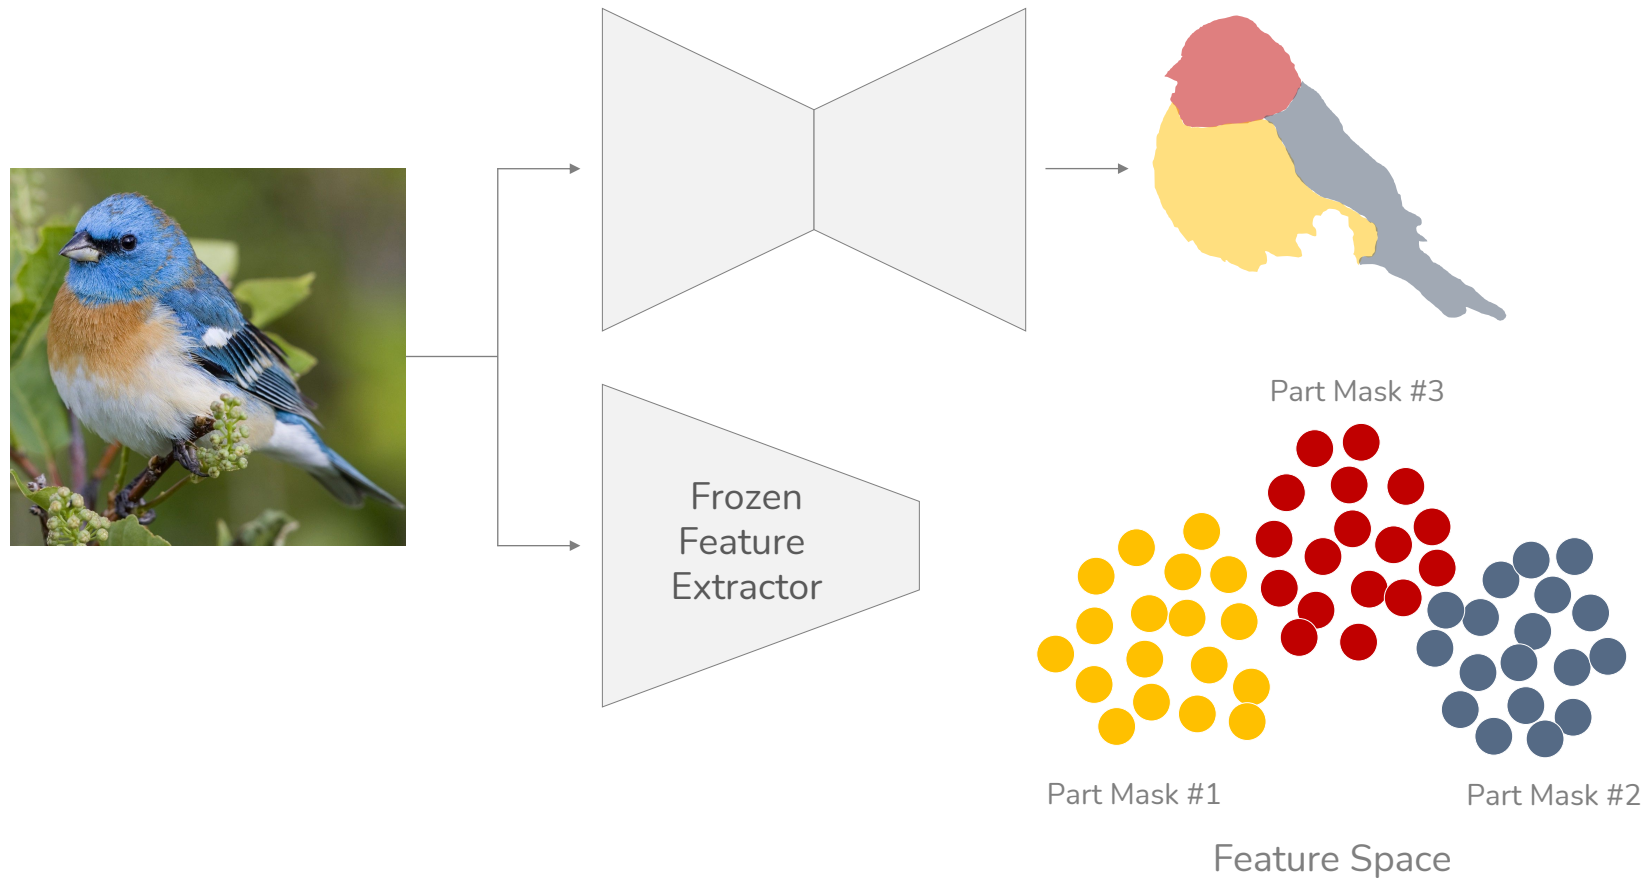 Part Mask #3
Frozen
Feature
Extractor
Part Mask #1
Part Mask #2
Feature Space